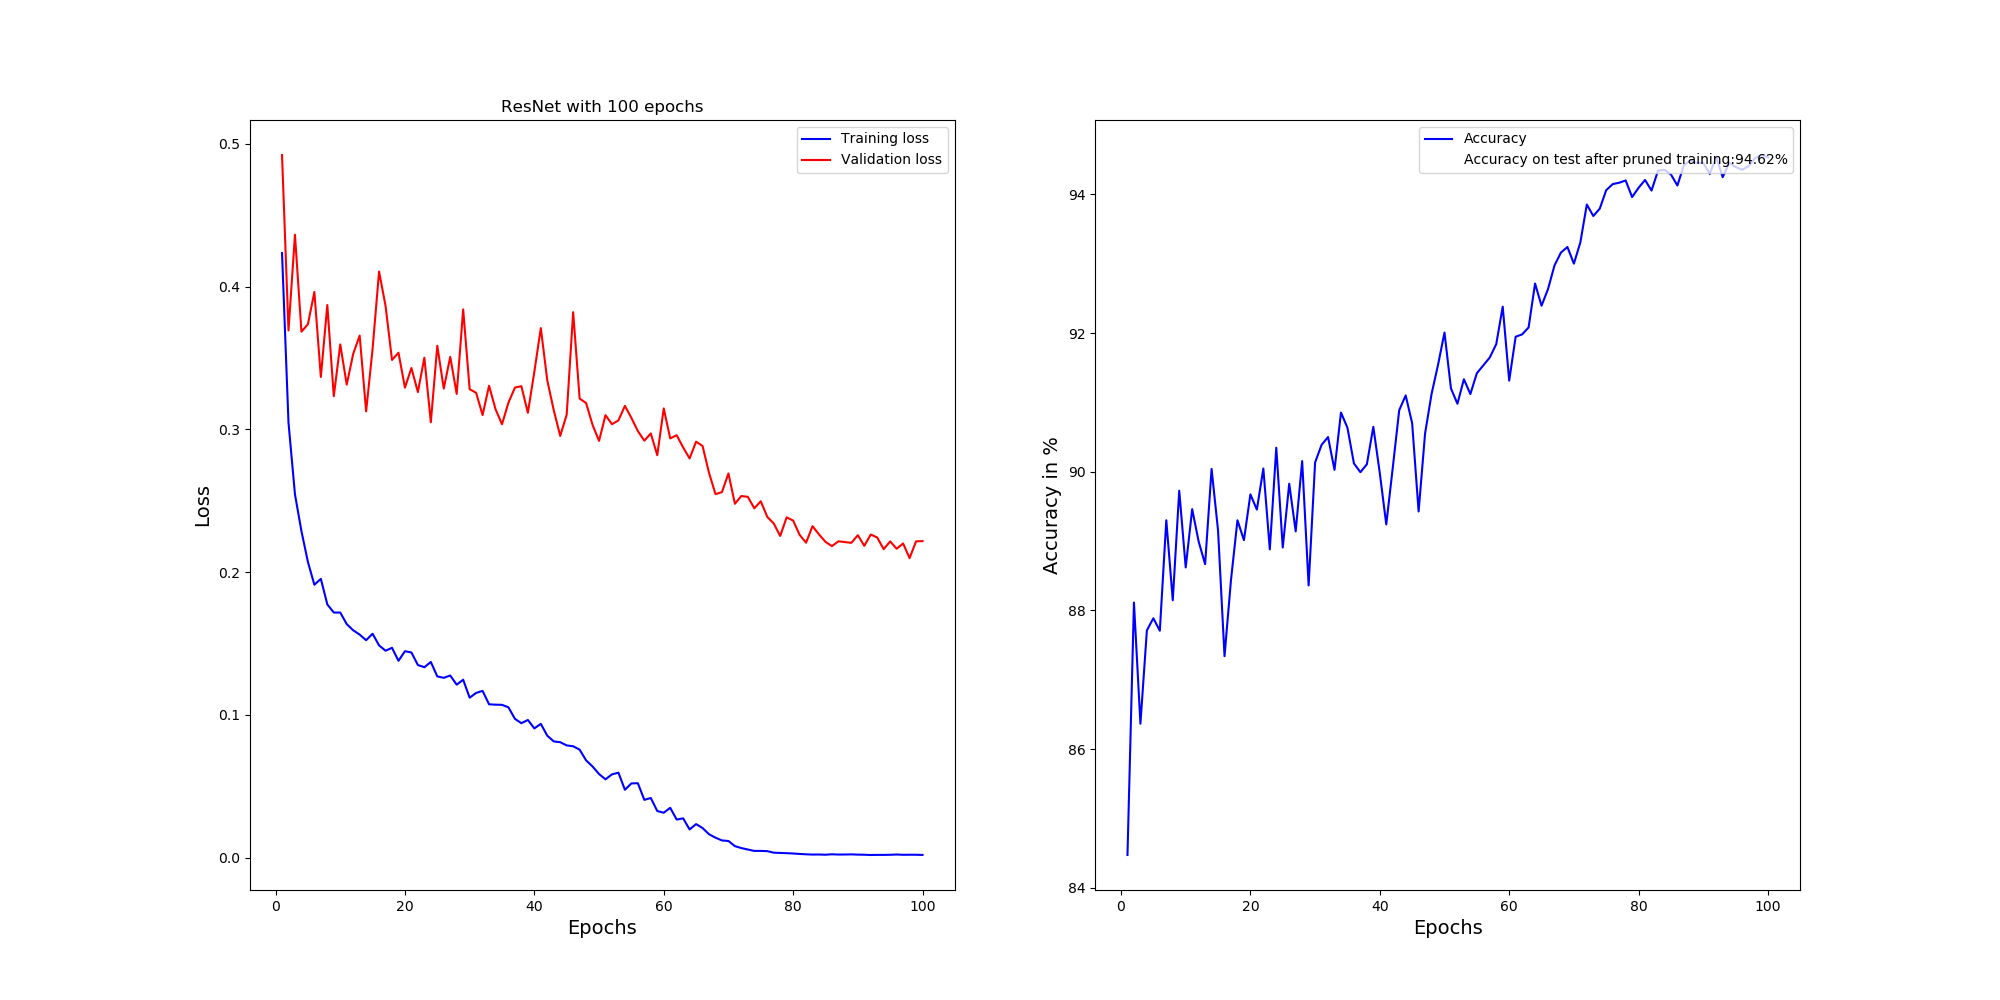 ResNet with 100 epochs
Training loss
Validation loss
0.5
0.4
0.3
0.2
0.1
0.0
Loss
0 20 40 60 80 100
Epochs
Accuracy
Accuracy on test after pruned training:94.62%
94
92
90
88
86
84
Accuracy in %
0 20 40 60 80 100
Epochs